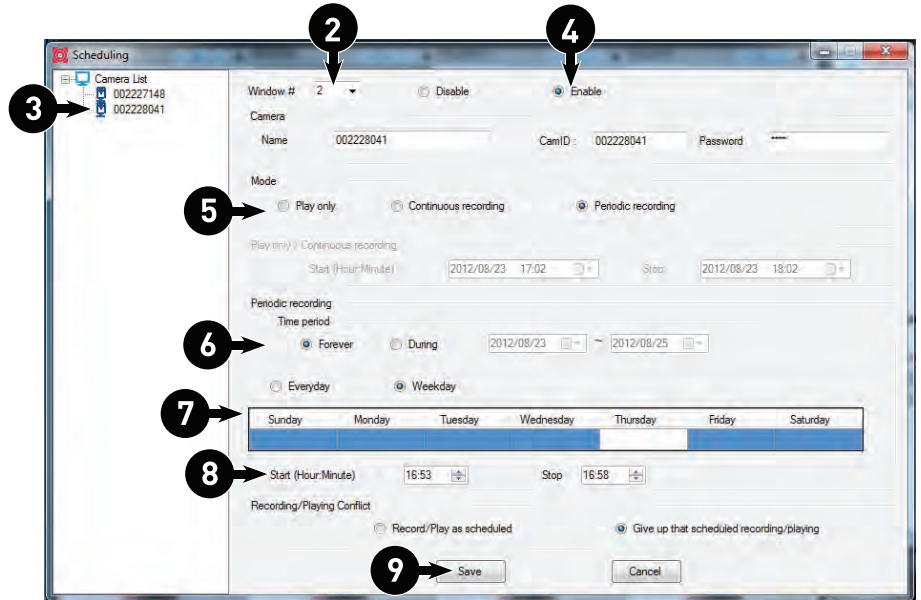 2 4
Scheduling
Camera List
002227148
3 002228041
Window # 2 Disable Enable
Camera
Name 002228041 CamID : 002228041 Password ****
Mode
5 Play only Continuous recording Periodic recording
Play only / Continuous recording
Start (Hour:Minute) 2012/08/23 17:02 Stop 2012/08/23 18:02
Periodic recording
Time period
6 Forever During 2012/08/23 ~ 2012/08/25
Everyday Weekday
7 Sunday Monday Tuesday Wednesday Thursday Friday Saturday
8 Start (Hour:Minute) 16:53 Stop 16:58
Recording/Playing Conflict
Record/Play as scheduled Give up that scheduled recording/playing
9 Save Cancel